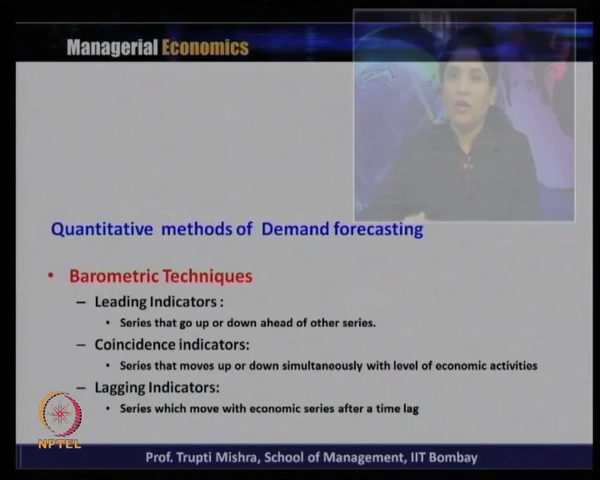 Managerial Economics
Quantitative methods of Demand forecasting
• Barometric Techniques
– Leading Indicators :
• Series that go up or down ahead of other series.
– Coincidence indicators:
• Series that moves up or down simultaneously with level of economic activities
– Lagging Indicators:
• Series which move with economic series after a time lag
NPTEL
Prof. Trupti Mishra, School of Management, IIT Bombay